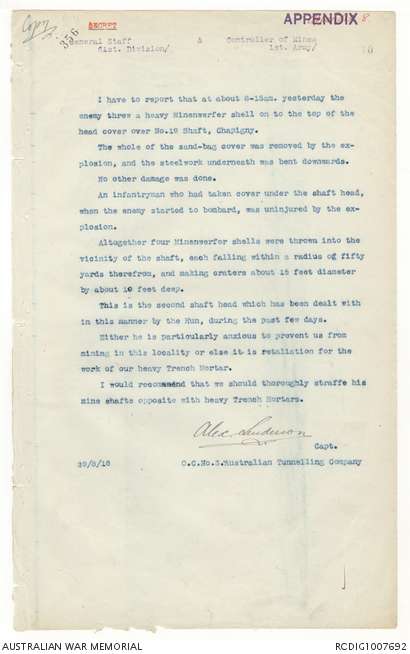 Copy.
SECRET
APPENDIX 8.
356
General Staff & Controller of Mines
61st. Division/ 1st. Army/
I have to report that at about 6-15am. yesterday the
enemy threw a heavy Minenwerfer shell on to the top of the
head cover over No.19 Shaft, Chapigny.
The whole of the sand-bag cover was removed by the ex-
plosion, and the steelwork underneath was bent downwards.
No other damage was done.
An infantryman who had taken cover under the shaft head,
when the enemy started to bombard, was uninjured by the ex-
plosion.
Altogether four Minenwerfer shells were thrown into the
vicinity of the shaft, each falling within a radius of fifty
yards therefrom, and making craters about 15 feet diameter
by about 10 feet deep.
This is the second shaft head which has been dealt with
in this manner by the Hun, during the past few days.
Either he is particularly anxious to prevent us from
mining in this locality or else it is retaliation for the
work of our heavy Trench Mortar.
I would recommend that we should thoroughly straffe his
mine shafts opposite with heavy Trench Mortars.
Alex Sanderson
Capt.
O.C.No.3.Australian Tunnelling Company
AUSTRALIAN WAR MEMORIAL
RCDIG1007692